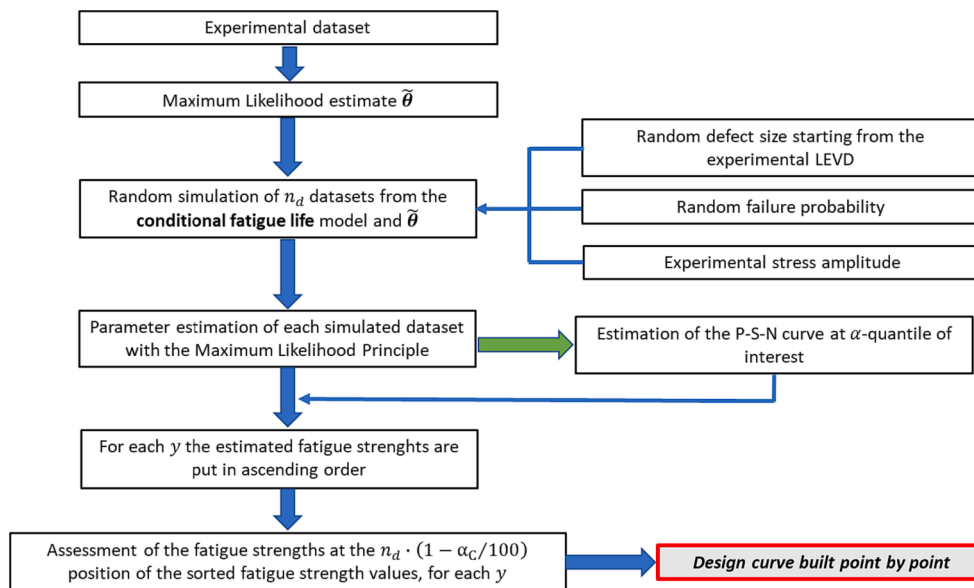 Experimental dataset
Maximum Likelihood estimate θ̃
Random simulation of n_d datasets from the
conditional fatigue life model and θ̃
Random defect size starting from the
experimental LEVD
Random failure probability
Experimental stress amplitude
Parameter estimation of each simulated dataset
with the Maximum Likelihood Principle
Estimation of the P-S-N curve at α-quantile of
interest
For each y the estimated fatigue strenghts are
put in ascending order
Assessment of the fatigue strengths at the n_d · (1 − α_C/100)
position of the sorted fatigue strength values, for each y
Design curve built point by point